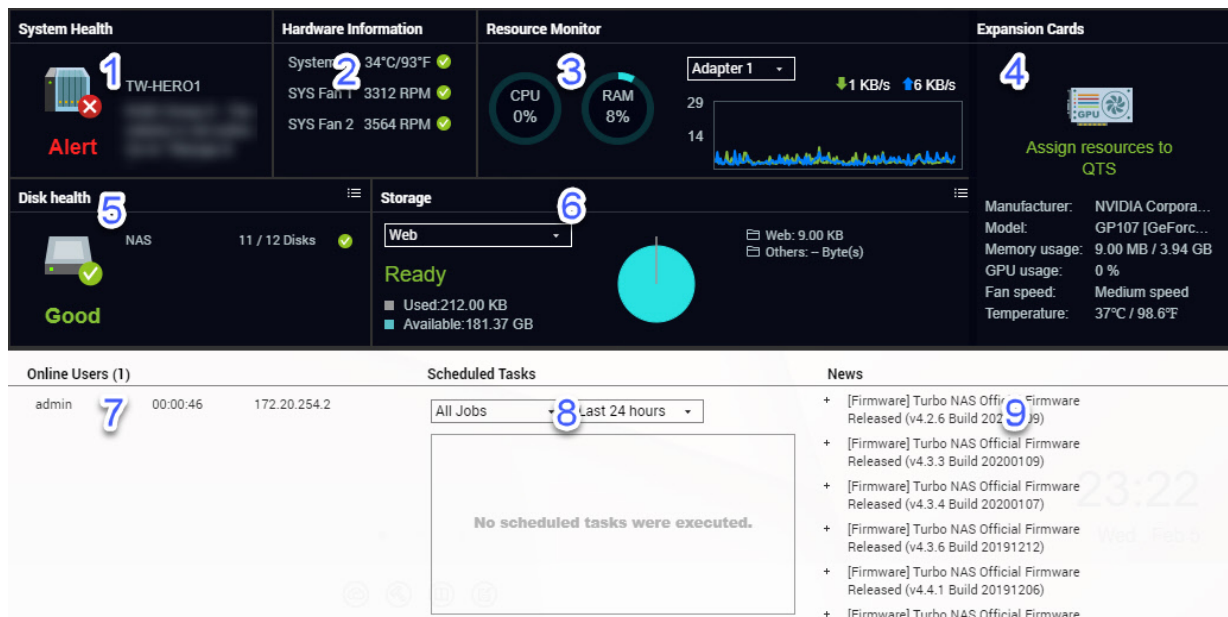 System Health
1
TW-HERO1
Alert
Hardware Information
2
System 34°C/93°F
SYS Fan 1 3312 RPM
SYS Fan 2 3564 RPM
Resource Monitor
3
CPU
0%
RAM
8%
Adapter 1
1 KB/s 6 KB/s
29
14
Expansion Cards
4
GPU
Assign resources to
QTS
Manufacturer: NVIDIA Corpora...
Model: GP107 [GeForc...
Memory usage: 9.00 MB / 3.94 GB
GPU usage: 0 %
Fan speed: Medium speed
Temperature: 37°C / 98.6°F
Disk health
5
NAS 11 / 12 Disks
Good
Storage
6
Web
Ready
Used:212.00 KB
Available:181.37 GB
Web: 9.00 KB
Others: – Byte(s)
Online Users (1)
admin 00:00:46 172.20.254.2
7
Scheduled Tasks
All Jobs Last 24 hours
8
No scheduled tasks were executed.
News
9
+ [Firmware] Turbo NAS Official Firmware
Released (v4.2.6 Build
+ [Firmware] Turbo NAS Official Firmware
Released (v4.3.3 Build 20200109)
+ [Firmware] Turbo NAS Official Firmware
Released (v4.3.4 Build 20200107)
+ [Firmware] Turbo NAS Official Firmware
Released (v4.3.6 Build 20191212)
+ [Firmware] Turbo NAS Official Firmware
Released (v4.4.1 Build 20191206)
+ [Firmware] Turbo NAS Official Firmware
23:22
Wed, Feb 5